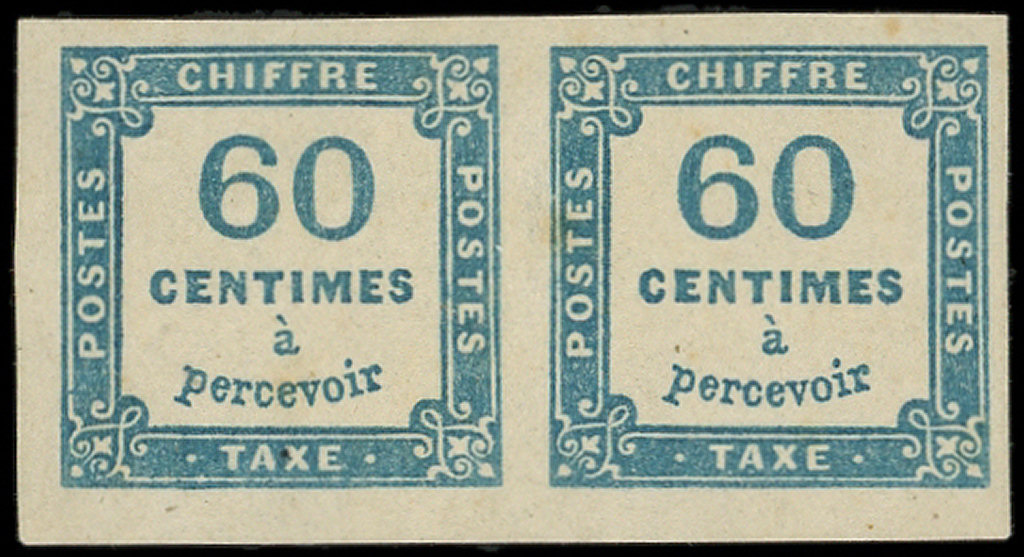 CHIFFRE
POSTES
60
CENTIMES
à
percevoir
POSTES
· TAXE ·
CHIFFRE
POSTES
60
CENTIMES
à
percevoir
POSTES
· TAXE ·